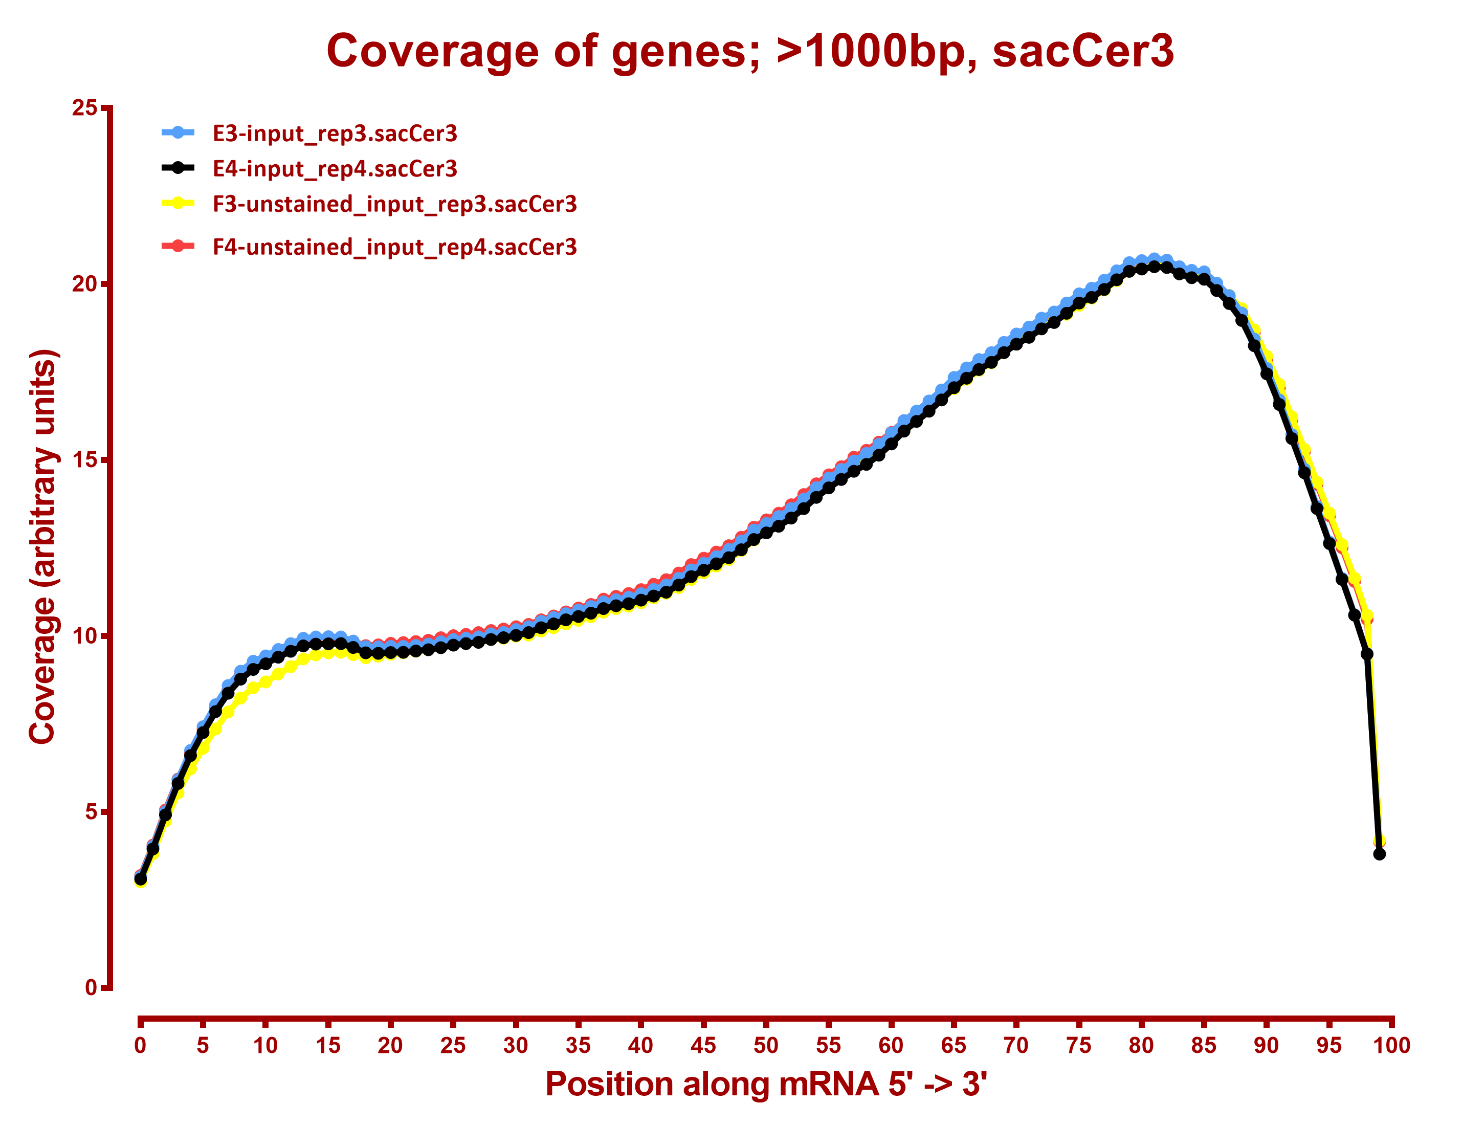 Coverage of genes; >1000bp, sacCer3
E3-input_rep3.sacCer3
E4-input_rep4.sacCer3
F3-unstained_input_rep3.sacCer3
F4-unstained_input_rep4.sacCer3
Coverage (arbitrary units)
25
20
15
10
5
0
0 5 10 15 20 25 30 35 40 45 50 55 60 65 70 75 80 85 90 95 100
Position along mRNA 5' -> 3'